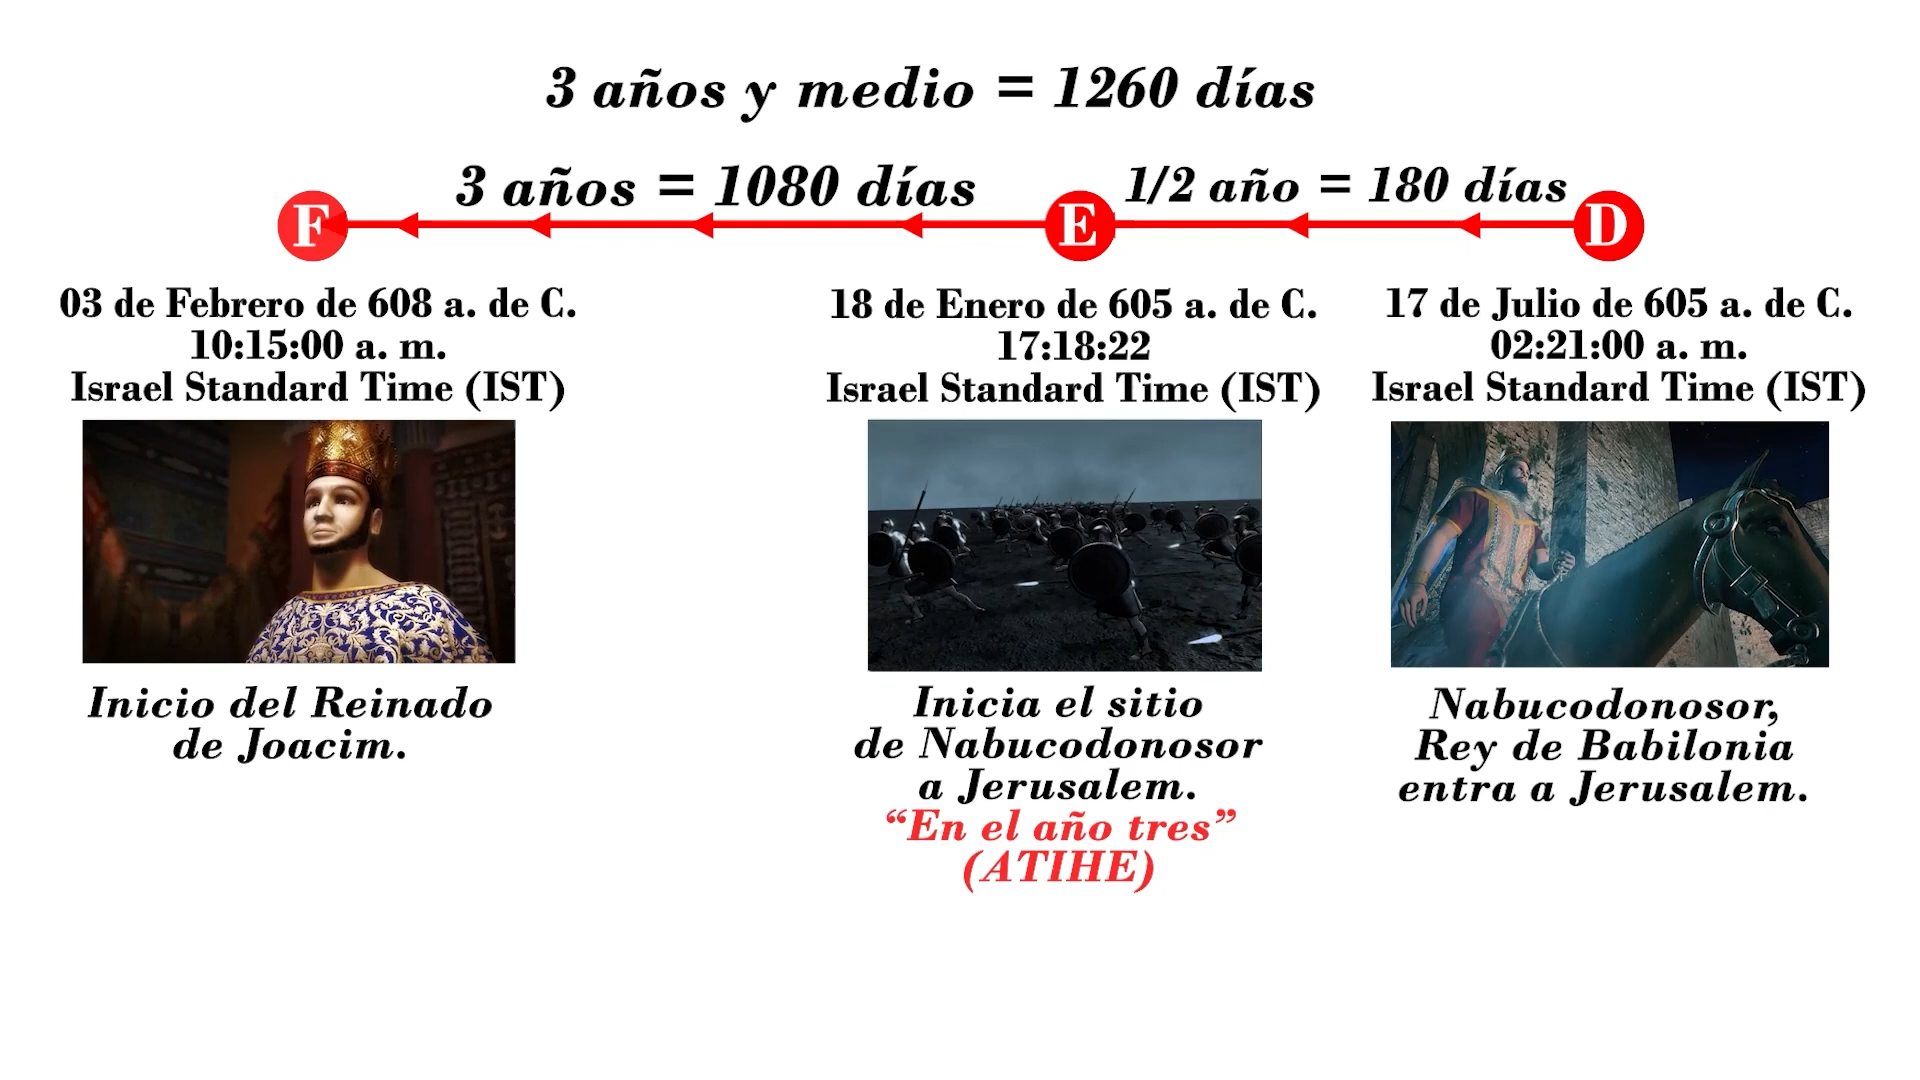 3 años y medio = 1260 días
3 años = 1080 días
1/2 año = 180 días
F
E
D
03 de Febrero de 608 a. de C.
10:15:00 a. m.
Israel Standard Time (IST)
Inicio del Reinado
de Joacim.
18 de Enero de 605 a. de C.
17:18:22
Israel Standard Time (IST)
Inicia el sitio
de Nabucodonosor
a Jerusalem.
“En el año tres”
(ATIHE)
17 de Julio de 605 a. de C.
02:21:00 a. m.
Israel Standard Time (IST)
Nabucodonosor,
Rey de Babilonia
entra a Jerusalem.